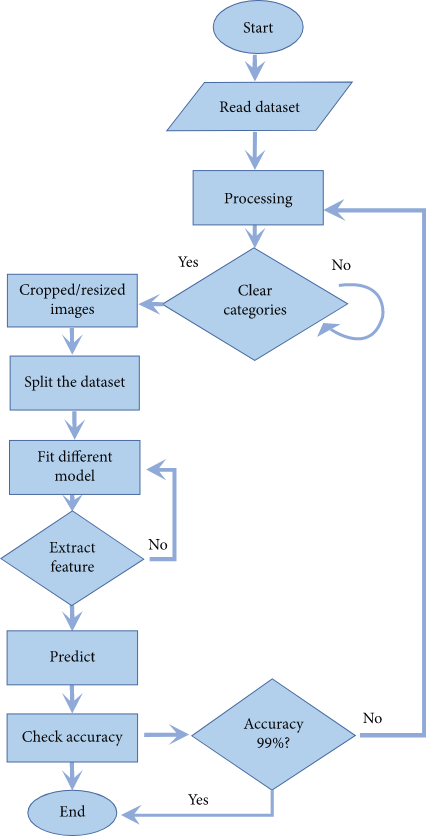 Start
Read dataset
Processing
Yes
No
Clear
categories
Cropped/resized
images
Split the dataset
Fit different
model
No
Extract
feature
Predict
Check accuracy
Accuracy
99%?
No
Yes
End